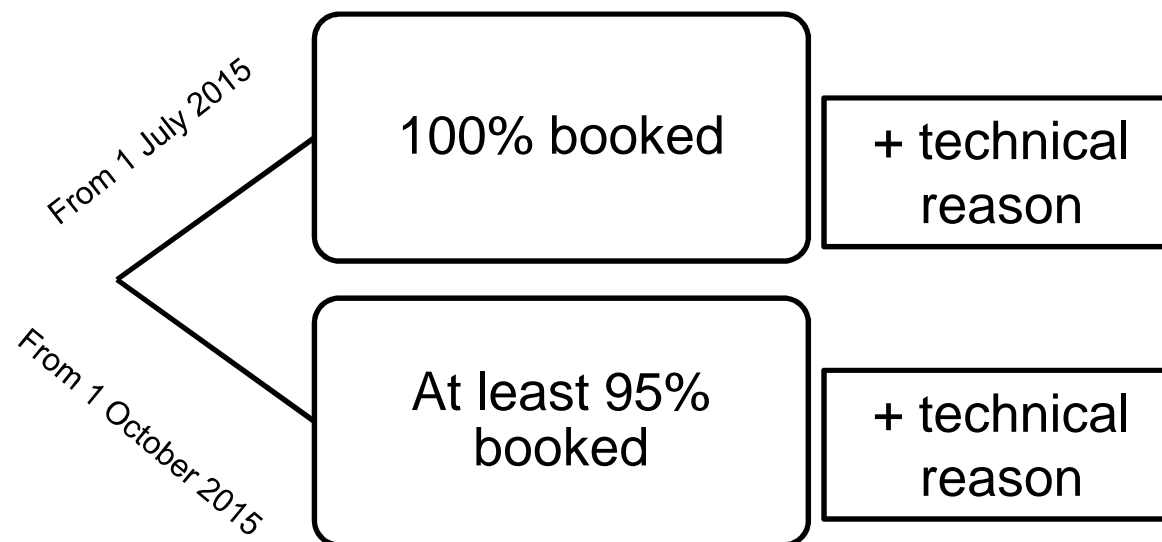 From 1 July 2015
100% booked
+ technical
reason
From 1 October 2015
At least 95%
booked
+ technical
reason